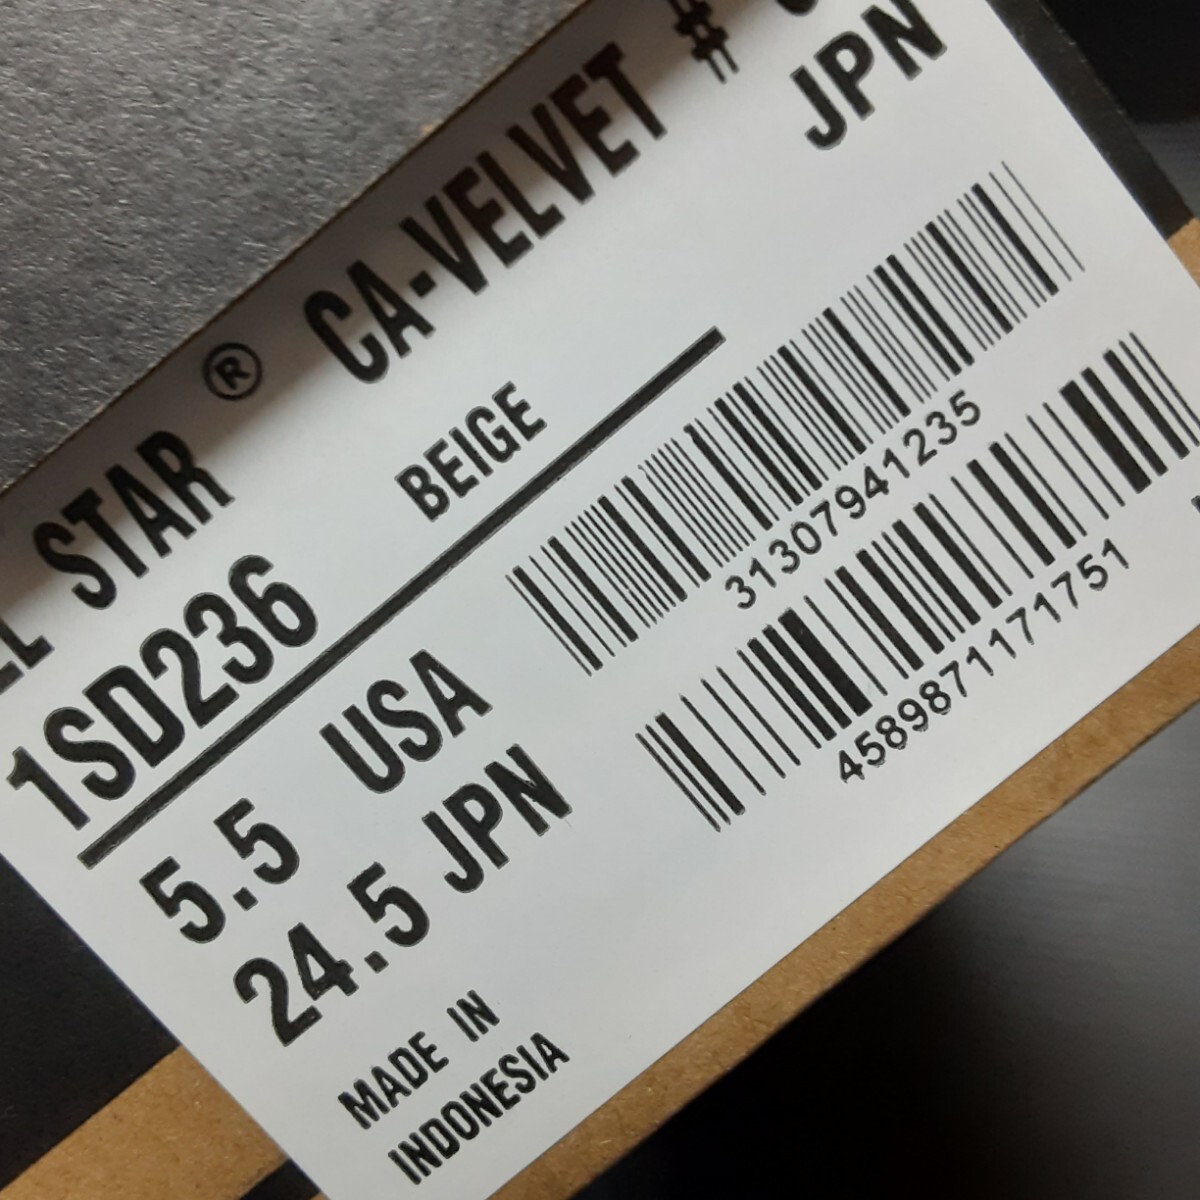 STAR ® CA-VELVET #
JPN
1SD236 BEIGE
5.5 USA
24.5 JPN
31307941235
4589871171751
MADE IN
INDONESIA